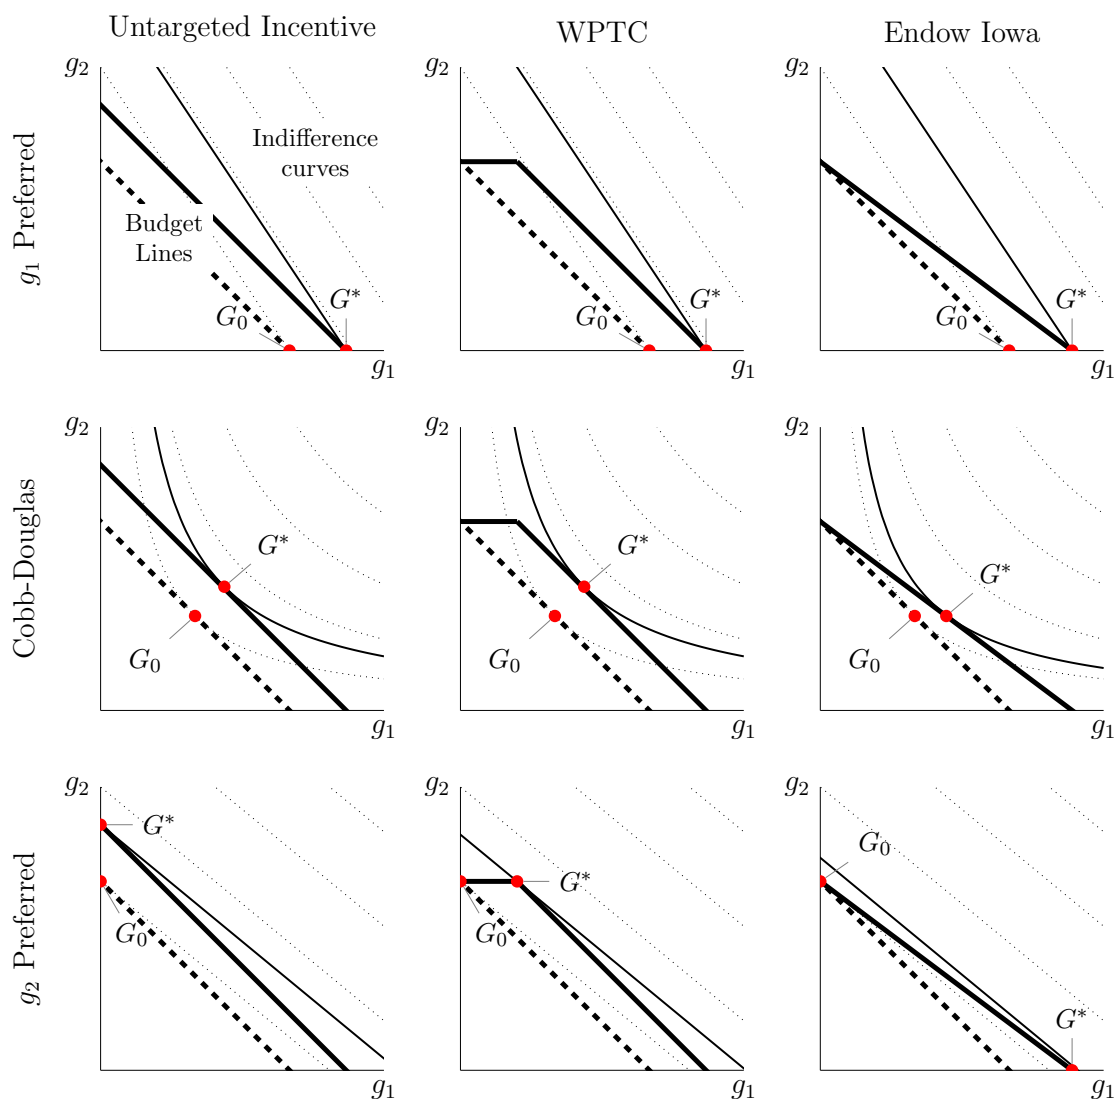 Untargeted Incentive
WPTC
Endow Iowa
g₁ Preferred
g₂
Indifference
curves
Budget
Lines
G₀
G*
g₁
g₂
G₀
G*
g₁
g₂
G₀
G*
g₁
Cobb-Douglas
g₂
G*
G₀
g₁
g₂
G*
G₀
g₁
g₂
G*
G₀
g₁
g₂ Preferred
g₂
G*
G₀
g₁
g₂
G*
G₀
g₁
g₂
G₀
G*
g₁